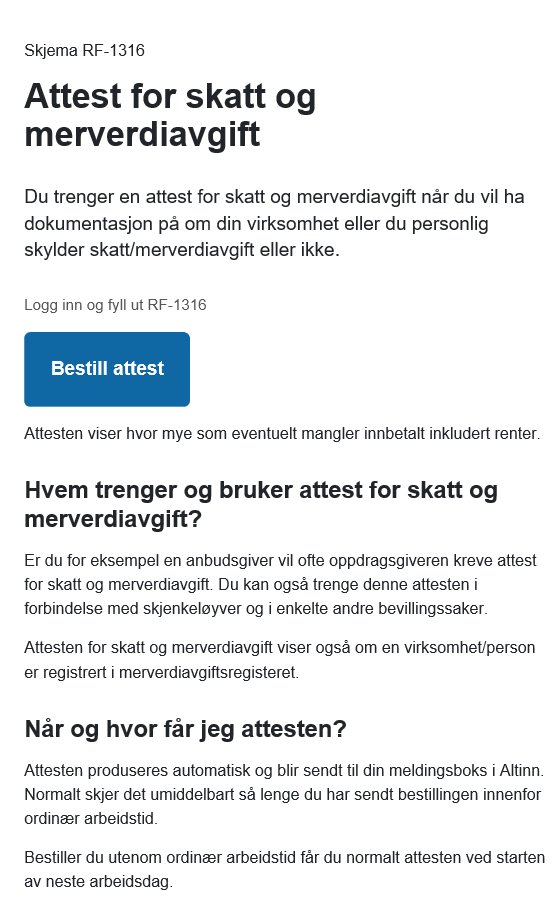 Skjema RF-1316
Attest for skatt og
merverdiavgift
Du trenger en attest for skatt og merverdiavgift når du vil ha
dokumentasjon på om din virksomhet eller du personlig
skylder skatt/merverdiavgift eller ikke.
Logg inn og fyll ut RF-1316
Bestill attest
Attesten viser hvor mye som eventuelt mangler innbetalt inkludert renter.
Hvem trenger og bruker attest for skatt og
merverdiavgift?
Er du for eksempel en anbudsgiver vil ofte oppdragsgiveren kreve attest
for skatt og merverdiavgift. Du kan også trenge denne attesten i
forbindelse med skjenkeløyver og i enkelte andre bevillingssaker.
Attesten for skatt og merverdiavgift viser også om en virksomhet/person
er registrert i merverdiavgiftsregisteret.
Når og hvor får jeg attesten?
Attesten produseres automatisk og blir sendt til din meldingsboks i Altinn.
Normalt skjer det umiddelbart så lenge du har sendt bestillingen innenfor
ordinær arbeidstid.
Bestiller du utenom ordinær arbeidstid får du normalt attesten ved starten
av neste arbeidsdag.